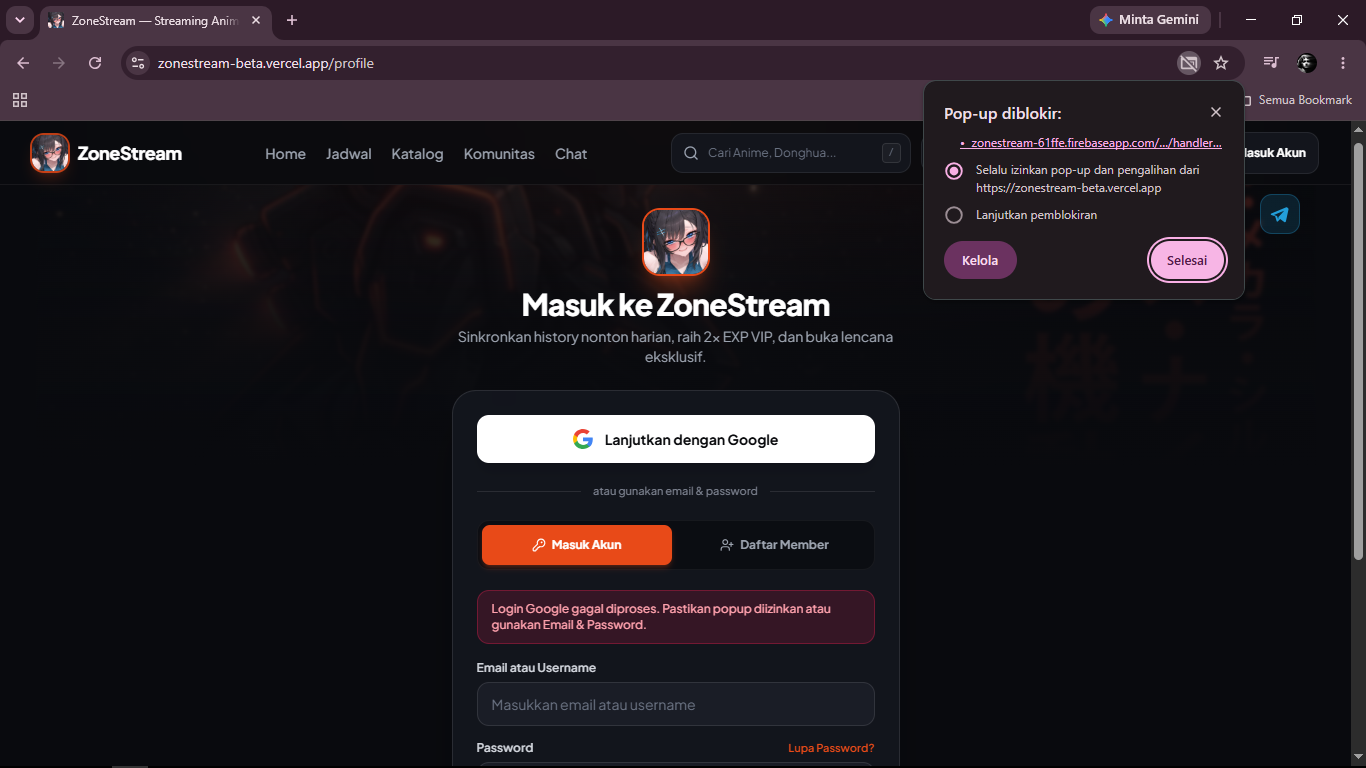 ZoneStream — Streaming Anim
Minta Gemini
zonestream-beta.vercel.app/profile
Semua Bookmark
Pop-up diblokir:
• zonestream-61ffe.firebaseapp.com/.../handler...
Selalu izinkan pop-up dan pengalihan dari
https://zonestream-beta.vercel.app
Lanjutkan pemblokiran
Kelola
Selesai
ZoneStream
Home
Jadwal
Katalog
Komunitas
Chat
Cari Anime, Donghua...
/
Masuk Akun
Masuk ke ZoneStream
Sinkronkan history nonton harian, raih 2× EXP VIP, dan buka lencana
eksklusif.
Lanjutkan dengan Google
atau gunakan email & password
Masuk Akun
Daftar Member
Login Google gagal diproses. Pastikan popup diizinkan atau
gunakan Email & Password.
Email atau Username
Masukkan email atau username
Password
Lupa Password?